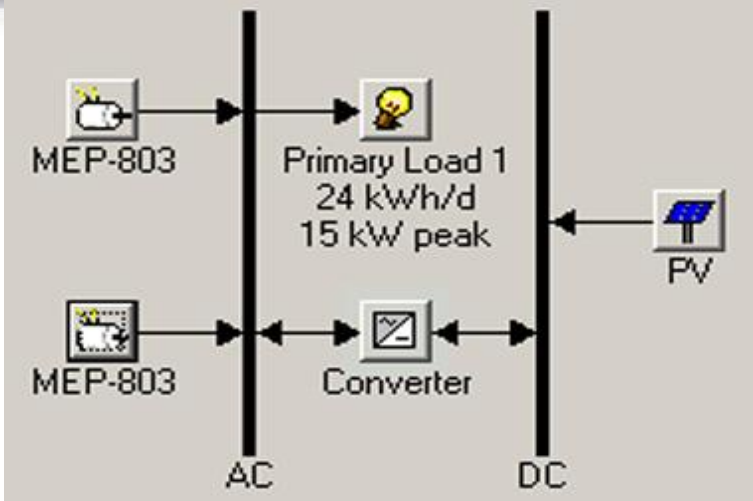 MEP-803
Primary Load 1
24 kWh/d
15 kW peak
PV
MEP-803
Converter
AC
DC